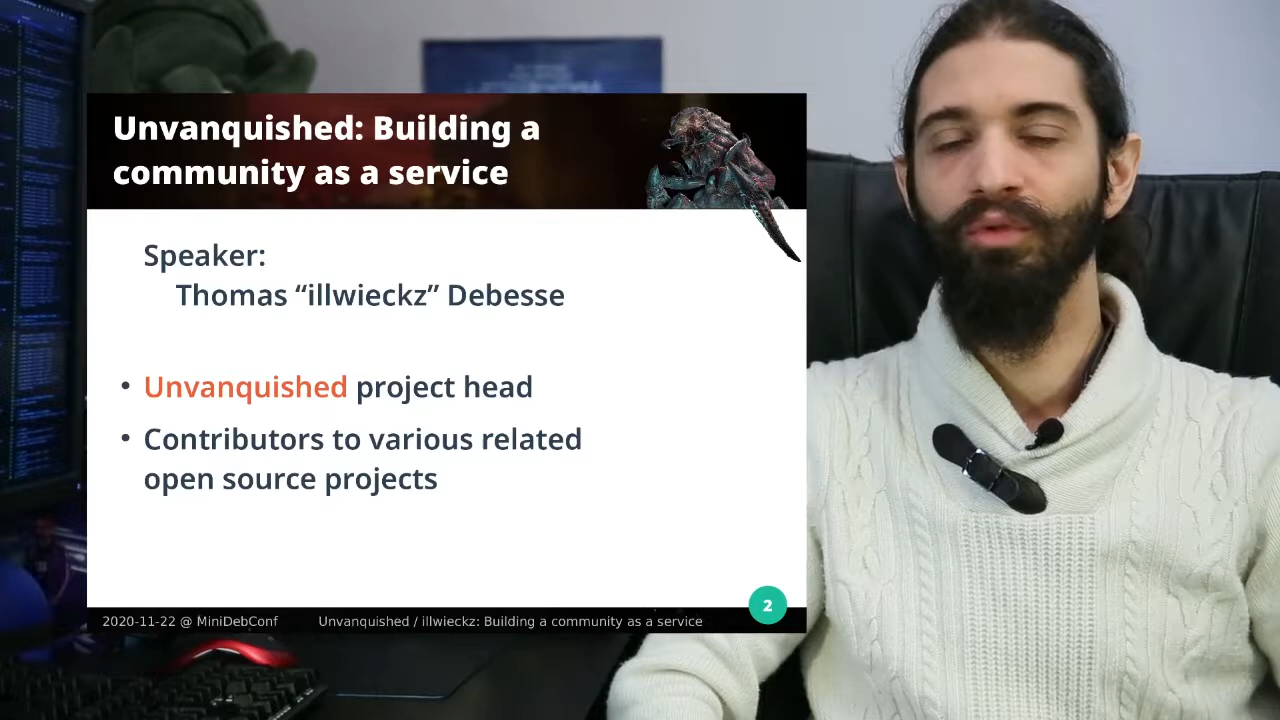 Unvanquished: Building a
community as a service
Speaker:
Thomas “illwieckz” Debesse
• Unvanquished project head
• Contributors to various related
open source projects
2
2020-11-22 @ MiniDebConf
Unvanquished / illwieckz: Building a community as a service